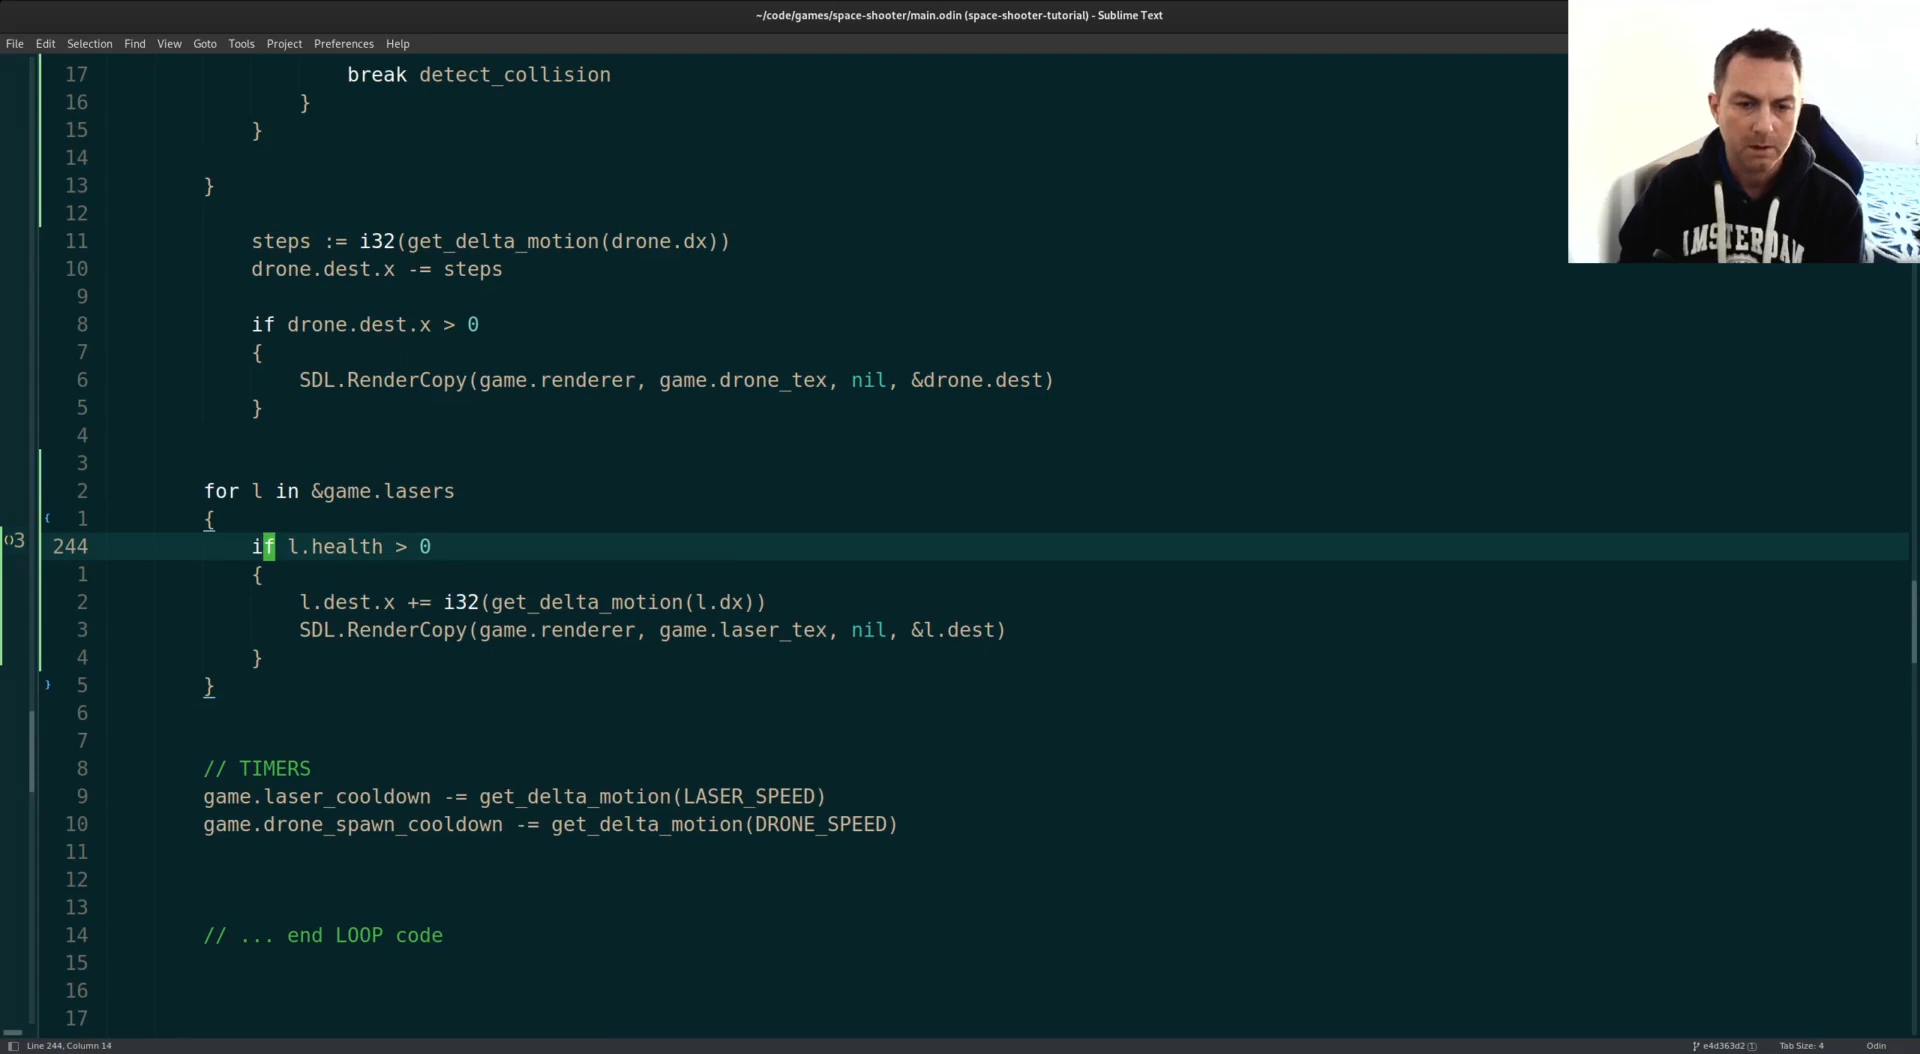 ~/code/games/space-shooter/main.odin (space-shooter-tutorial) - Sublime Text
File Edit Selection Find View Goto Tools Project Preferences Help
17 break detect_collision
16 }
15 }
14
13 }
12
11 steps := i32(get_delta_motion(drone.dx))
10 drone.dest.x -= steps
9
8 if drone.dest.x > 0
7 {
6 SDL.RenderCopy(game.renderer, game.drone_tex, nil, &drone.dest)
5 }
4
3
2 for l in &game.lasers
{ 1 {
{}3 244 if l.health > 0
1 {
2 l.dest.x += i32(get_delta_motion(l.dx))
3 SDL.RenderCopy(game.renderer, game.laser_tex, nil, &l.dest)
4 }
} 5 }
6
7
8 // TIMERS
9 game.laser_cooldown -= get_delta_motion(LASER_SPEED)
10 game.drone_spawn_cooldown -= get_delta_motion(DRONE_SPEED)
11
12
13
14 // ... end LOOP code
15
16
17
AMSTERDAM
Line 244, Column 14 e4d363d2 (1) Tab Size: 4 Odin